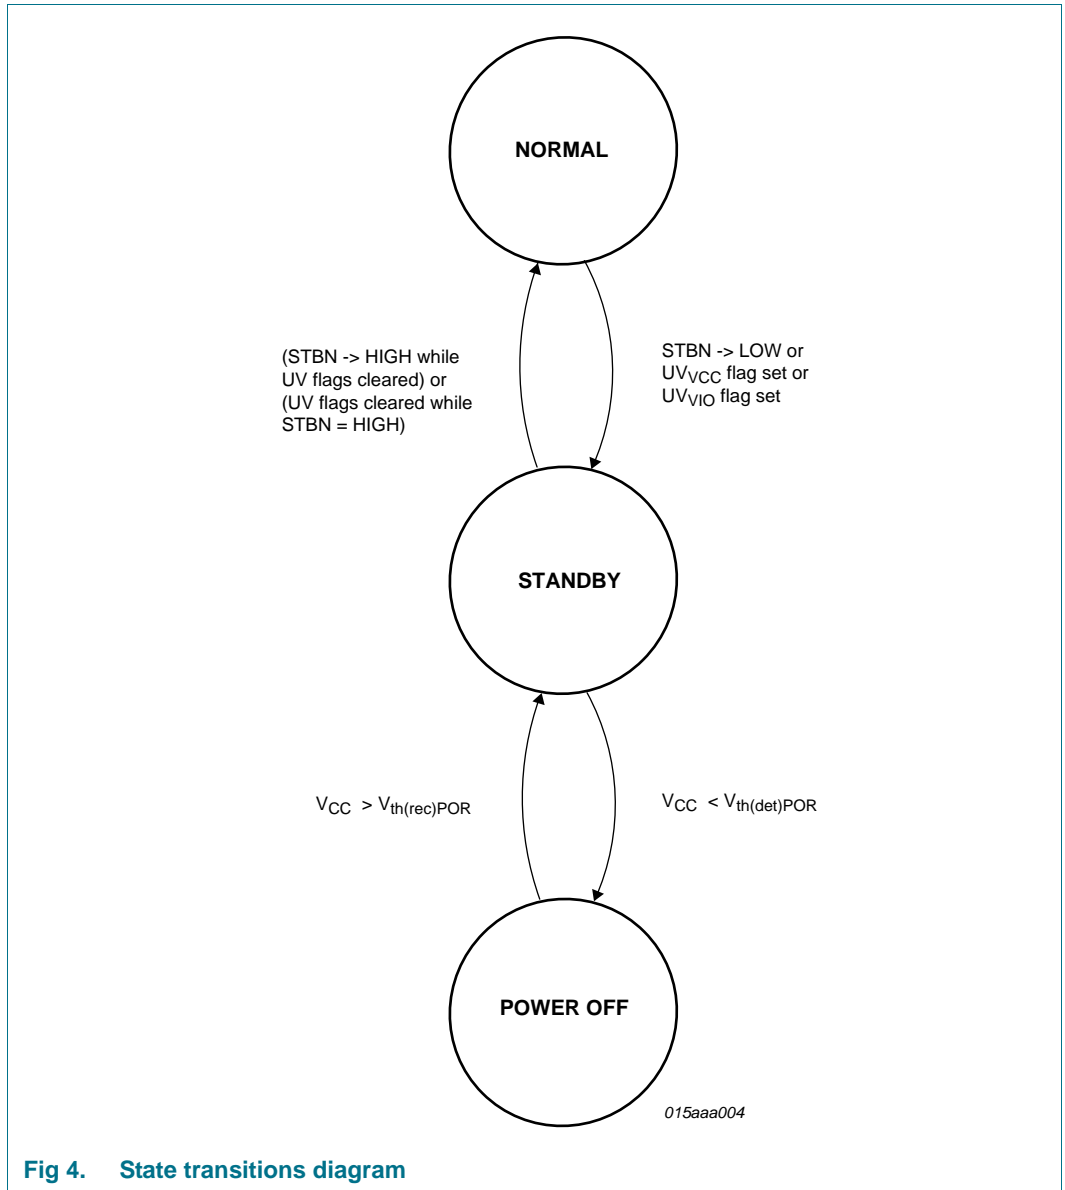 NORMAL
(STBN -> HIGH while
UV flags cleared) or
(UV flags cleared while
STBN = HIGH)
STBN -> LOW or
UVVCC flag set or
UVVIO flag set
STANDBY
VCC > Vth(rec)POR
VCC < Vth(det)POR
POWER OFF
015aaa004
Fig 4. State transitions diagram